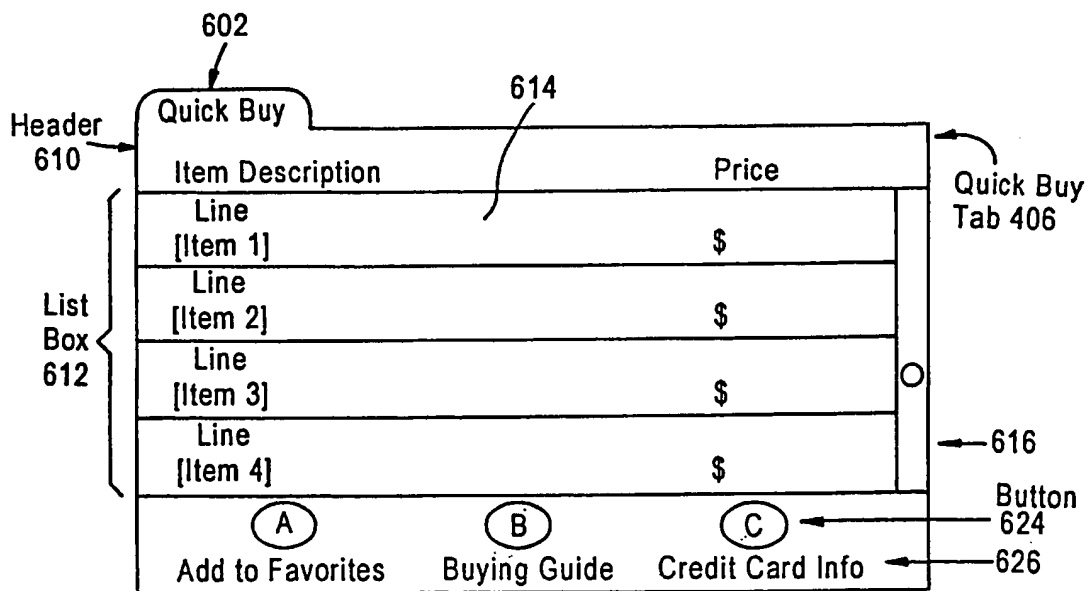 602
Quick Buy
614
Header
610
Item Description
Price
Quick Buy
Tab 406
Line
[Item 1]
$
Line
[Item 2]
$
List
Box
612
Line
[Item 3]
$
Line
[Item 4]
$
616
A
B
C
Button
624
Add to Favorites
Buying Guide
Credit Card Info
626